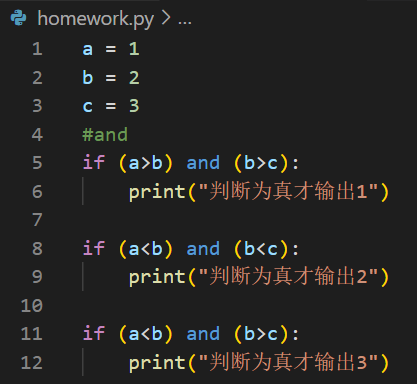 homework.py > ...
1 a = 1
2 b = 2
3 c = 3
4 #and
5 if (a>b) and (b>c):
6     print("判断为真才输出1")
7
8 if (a<b) and (b<c):
9     print("判断为真才输出2")
10
11 if (a<b) and (b>c):
12     print("判断为真才输出3")